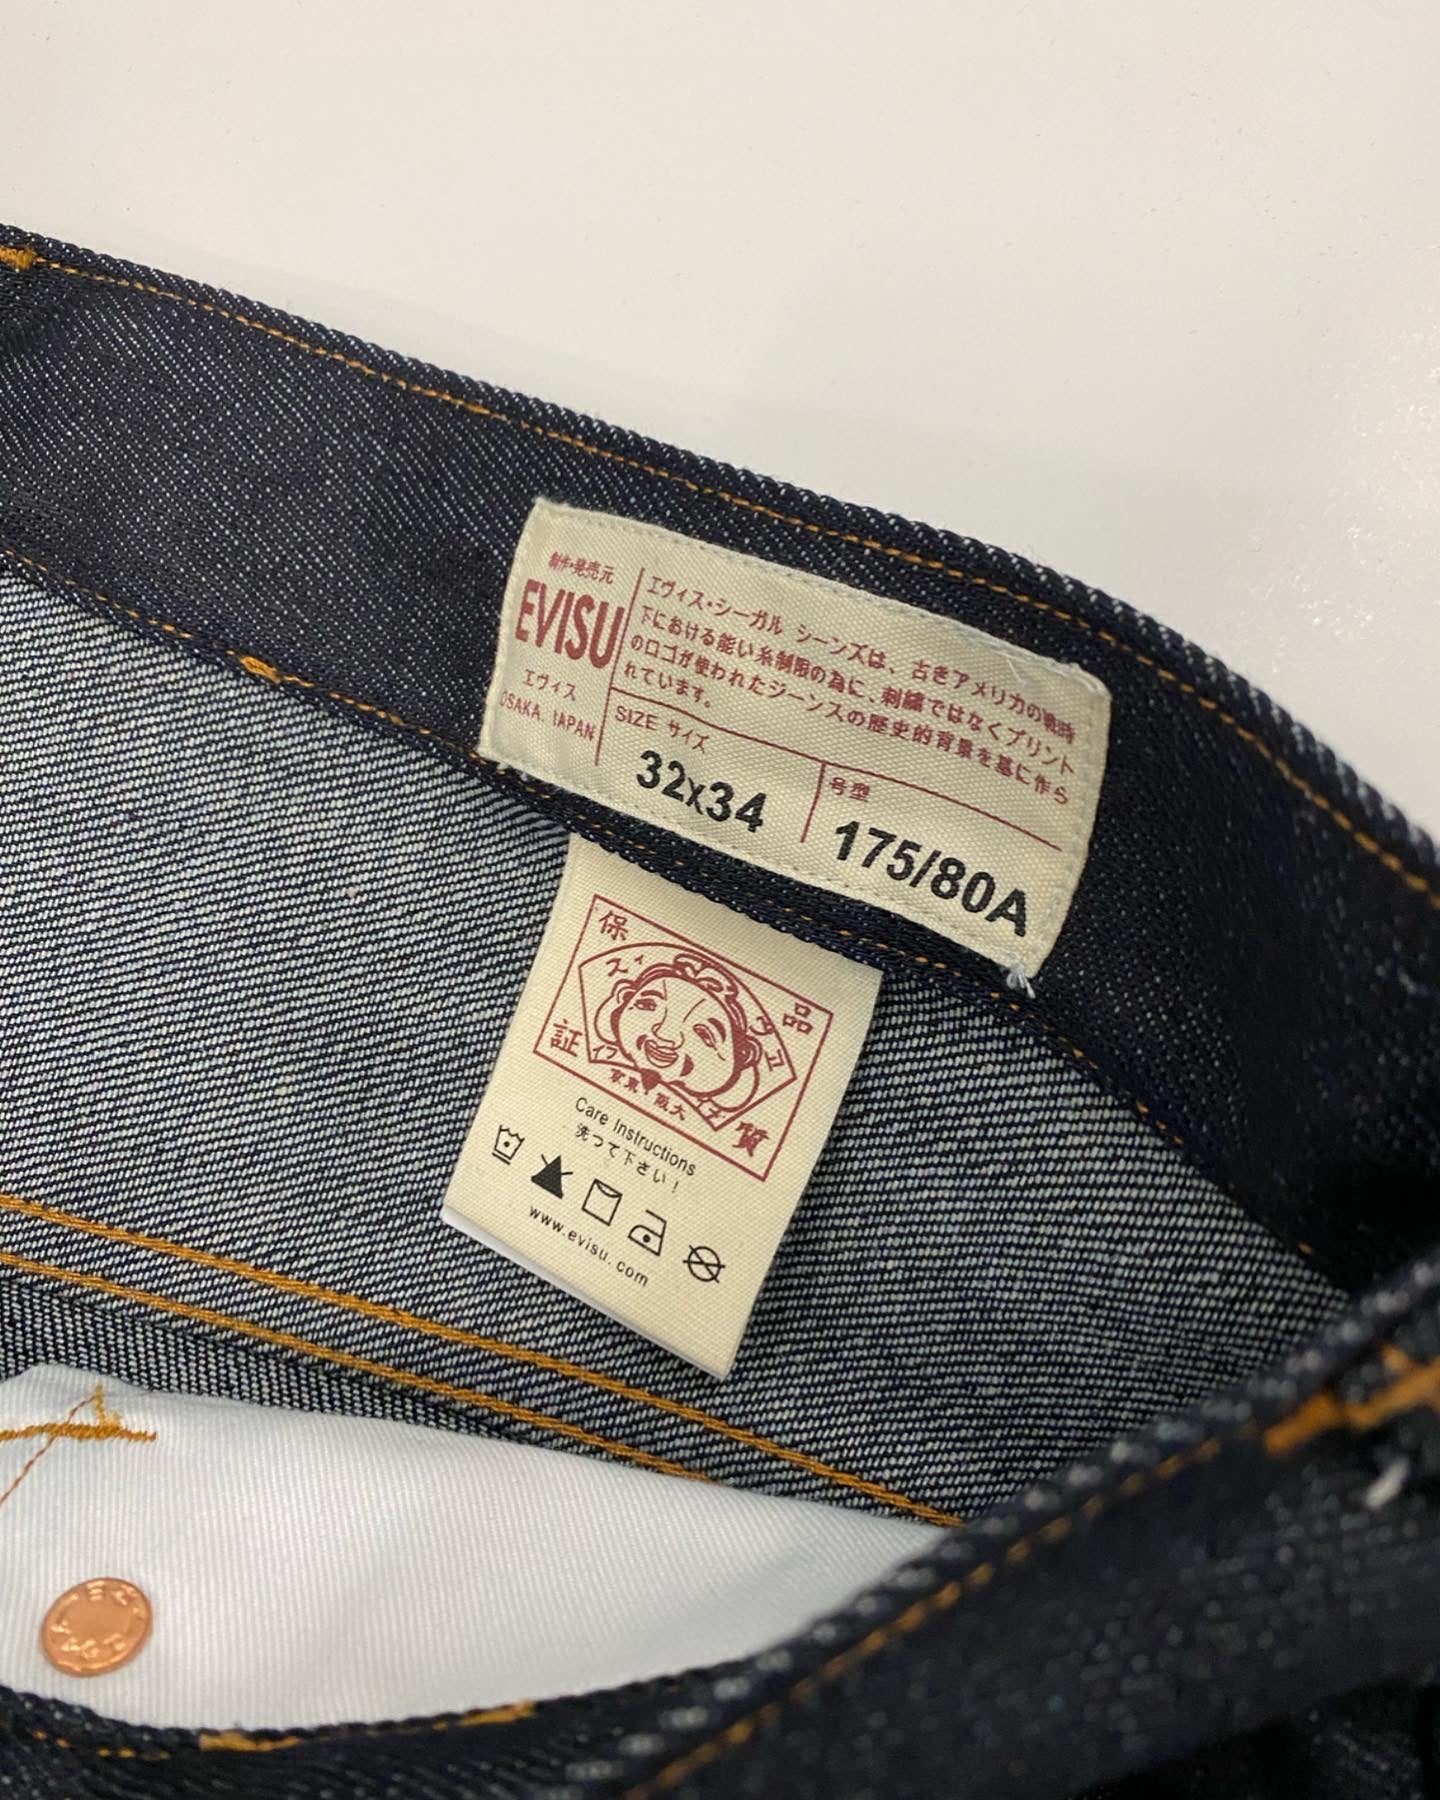 創作・発売元
EVISU
エヴィス
OSAKA, JAPAN
エヴィス・シーガル ジーンズは、古きアメリカの戦時
下における能い糸制限の為に、刺繍ではなくプリント
のロゴが使われたジーンズの歴史的背景を基に作ら
れています。
SIZE サイズ
32x34
号型
175/80A
保
品
証
質
大阪
Care Instructions
洗って下さい！
www.evisu.com